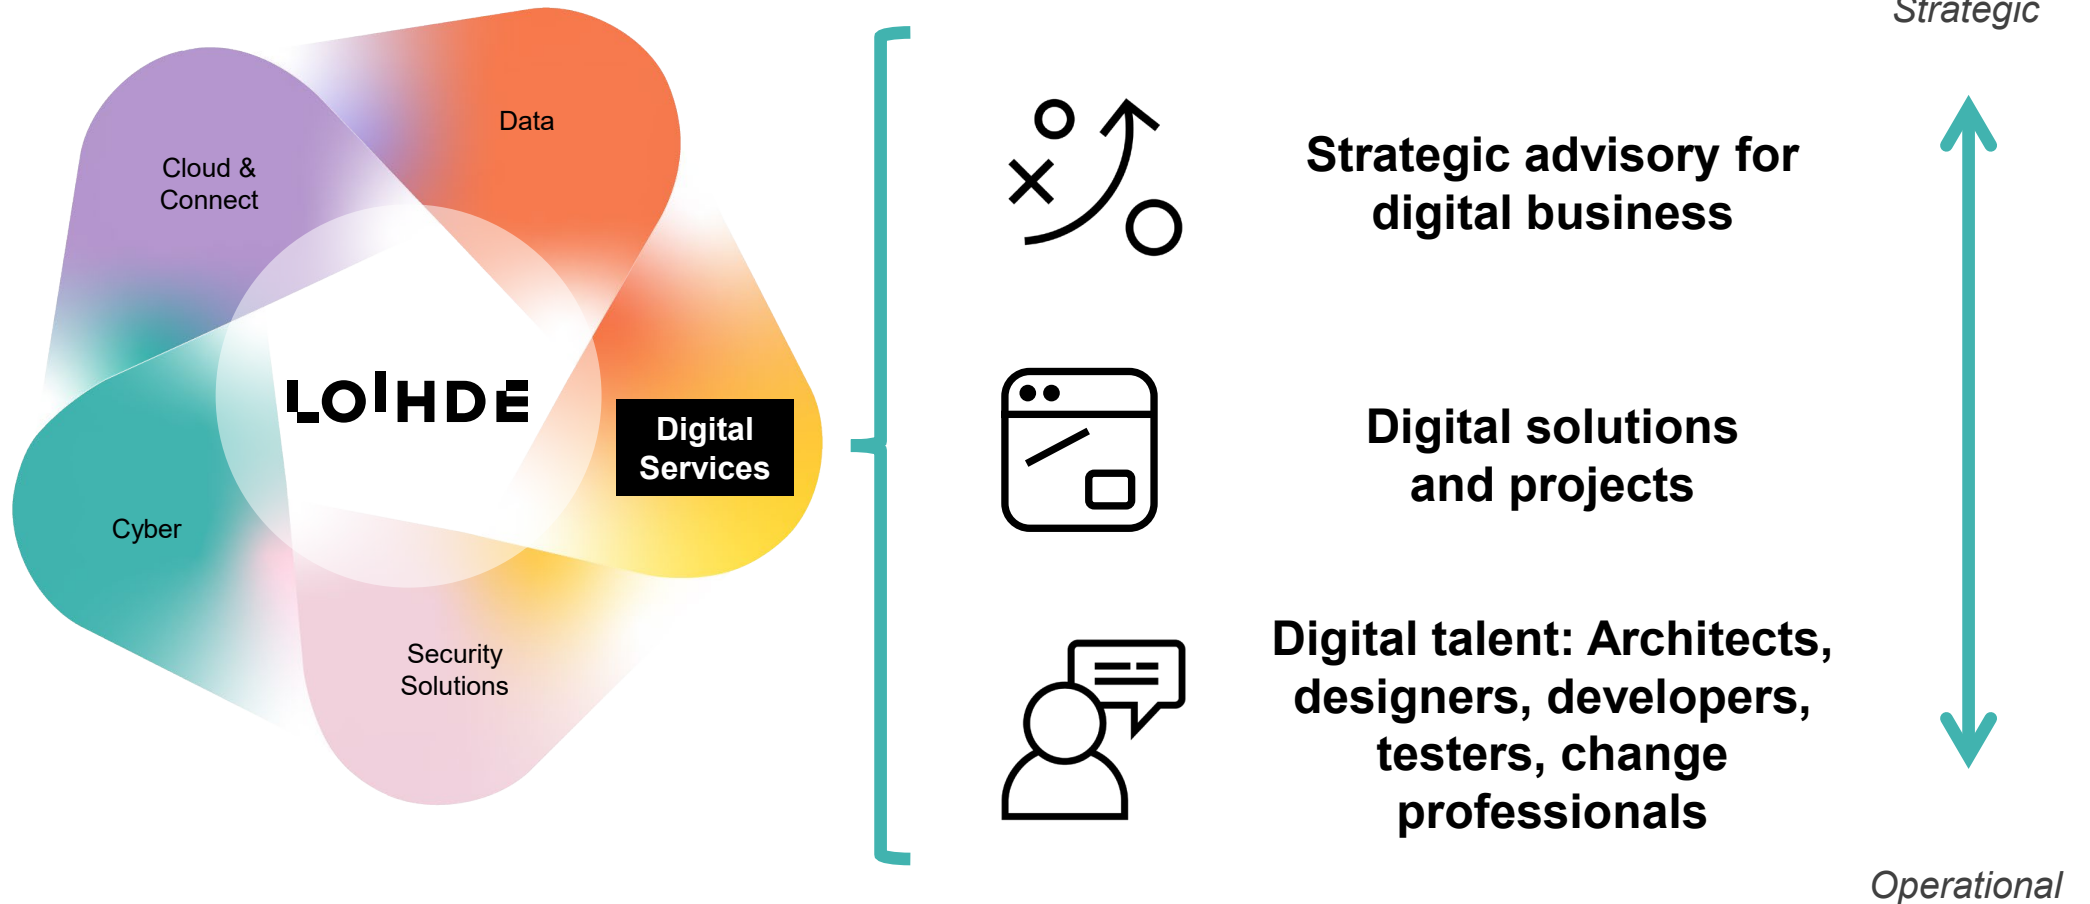 Data
Cloud &
Connect
LOIHDE
Digital
Services
Cyber
Security
Solutions
Strategic
Strategic advisory for
digital business
Digital solutions
and projects
Digital talent: Architects,
designers, developers,
testers, change
professionals
Operational